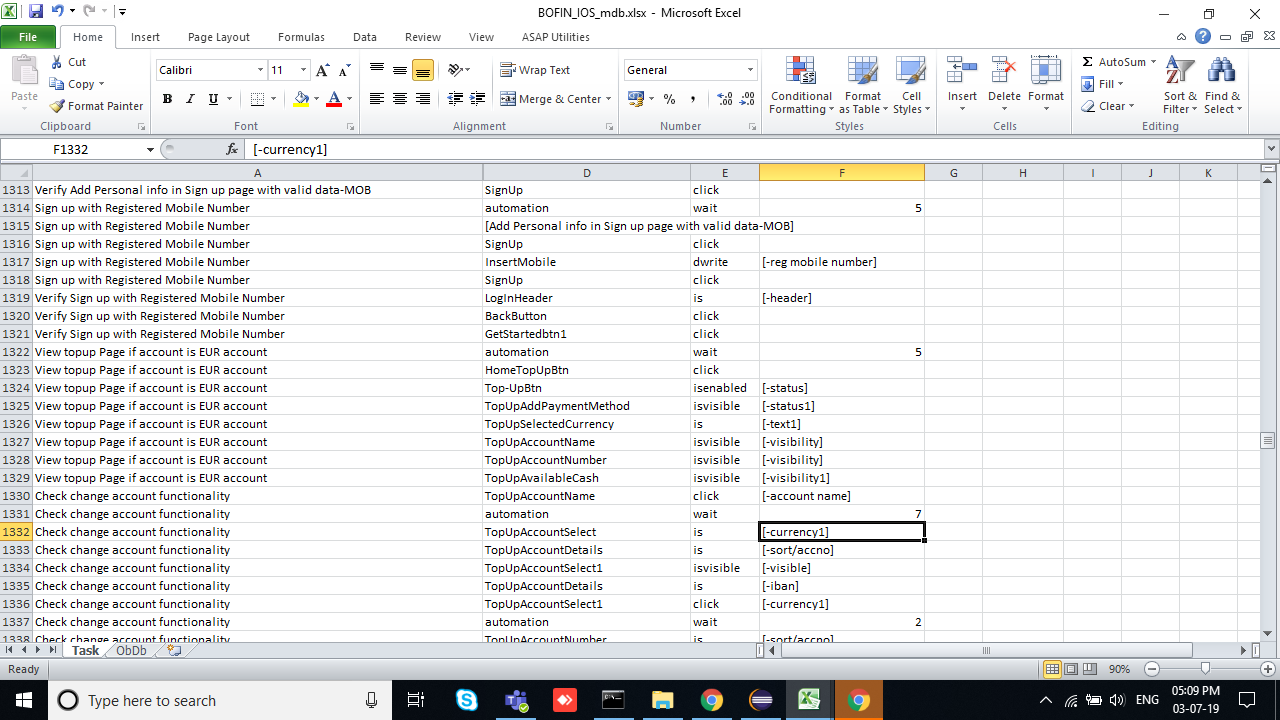 BOFIN_IOS_mdb.xlsx - Microsoft Excel
File Home Insert Page Layout Formulas Data Review View ASAP Utilities
Cut Calibri 11 Wrap Text General AutoSum
Copy Fill
Paste Format Painter B I U Merge & Center % , Conditional Formatting Format as Table Cell Styles Insert Delete Format Clear Sort & Filter Find & Select
Clipboard Font Alignment Number Styles Cells Editing
F1332 fx [-currency1]
A D E F G H I J K
1313 Verify Add Personal info in Sign up page with valid data-MOB SignUp click
1314 Sign up with Registered Mobile Number automation wait 5
1315 Sign up with Registered Mobile Number [Add Personal info in Sign up page with valid data-MOB]
1316 Sign up with Registered Mobile Number SignUp click
1317 Sign up with Registered Mobile Number InsertMobile dwrite [-reg mobile number]
1318 Sign up with Registered Mobile Number SignUp click
1319 Verify Sign up with Registered Mobile Number LogInHeader is [-header]
1320 Verify Sign up with Registered Mobile Number BackButton click
1321 Verify Sign up with Registered Mobile Number GetStartedbtn1 click
1322 View topup Page if account is EUR account automation wait 5
1323 View topup Page if account is EUR account HomeTopUpBtn click
1324 View topup Page if account is EUR account Top-UpBtn isenabled [-status]
1325 View topup Page if account is EUR account TopUpAddPaymentMethod isvisible [-status1]
1326 View topup Page if account is EUR account TopUpSelectedCurrency is [-text1]
1327 View topup Page if account is EUR account TopUpAccountName isvisible [-visibility]
1328 View topup Page if account is EUR account TopUpAccountNumber isvisible [-visibility]
1329 View topup Page if account is EUR account TopUpAvailableCash isvisible [-visibility1]
1330 Check change account functionality TopUpAccountName click [-account name]
1331 Check change account functionality automation wait 7
1332 Check change account functionality TopUpAccountSelect is [-currency1]
1333 Check change account functionality TopUpAccountDetails is [-sort/accno]
1334 Check change account functionality TopUpAccountSelect1 isvisible [-visible]
1335 Check change account functionality TopUpAccountDetails is [-iban]
1336 Check change account functionality TopUpAccountSelect1 click [-currency1]
1337 Check change account functionality automation wait 2
1338 Check change account functionality TopUpAccountNumber is [-sort/accno]
Task ObDb
Ready 90%
Type here to search ENG 05:09 PM
03-07-19